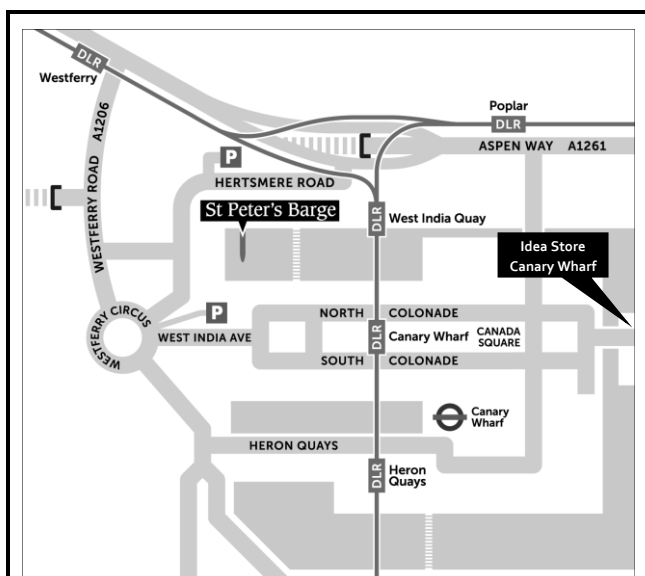 DLR
Westferry
Poplar
DLR
A1206
WESTFERRY ROAD
ASPEN WAY A1261
P
HERTSMERE ROAD
St Peter's Barge
DLR
West India Quay
Idea Store
Canary Wharf
P
NORTH COLONADE
WESTFERRY CIRCUS
WEST INDIA AVE
DLR
Canary Wharf
CANADA
SQUARE
SOUTH COLONADE
Canary
Wharf
HERON QUAYS
DLR
Heron
Quays